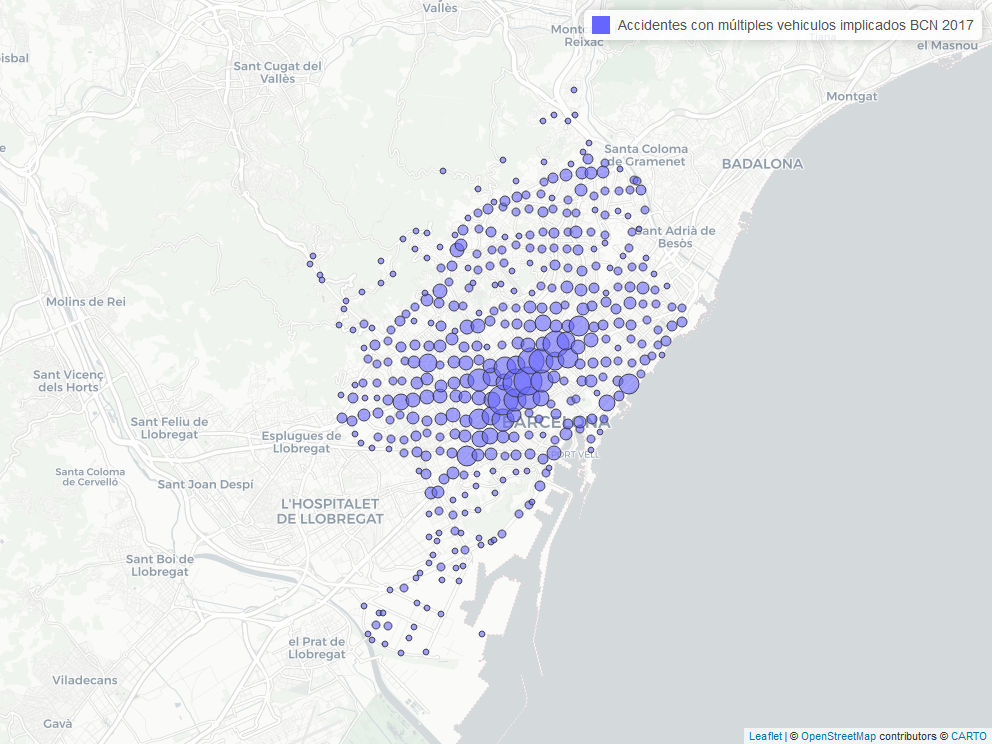 Vallès
Accidentes con múltiples vehiculos implicados BCN 2017
Reixac
el Masnou
Sant Cugat del
Vallès
Montgat
Santa Coloma
de Gramenet
BADALONA
Sant Adrià de
Besòs
Molins de Rei
Sant Vicenç
dels Horts
Sant Feliu de
Llobregat
BARCELONA
Esplugues de
Llobregat
PORT VELL
Santa Coloma
de Cervelló
Sant Joan Despí
L'HOSPITALET
DE LLOBREGAT
Sant Boi de
Llobregat
el Prat de
Llobregat
Viladecans
Gavà
Leaflet | © OpenStreetMap contributors © CARTO